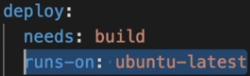 deploy:
  needs: build
  runs-on: ubuntu-latest